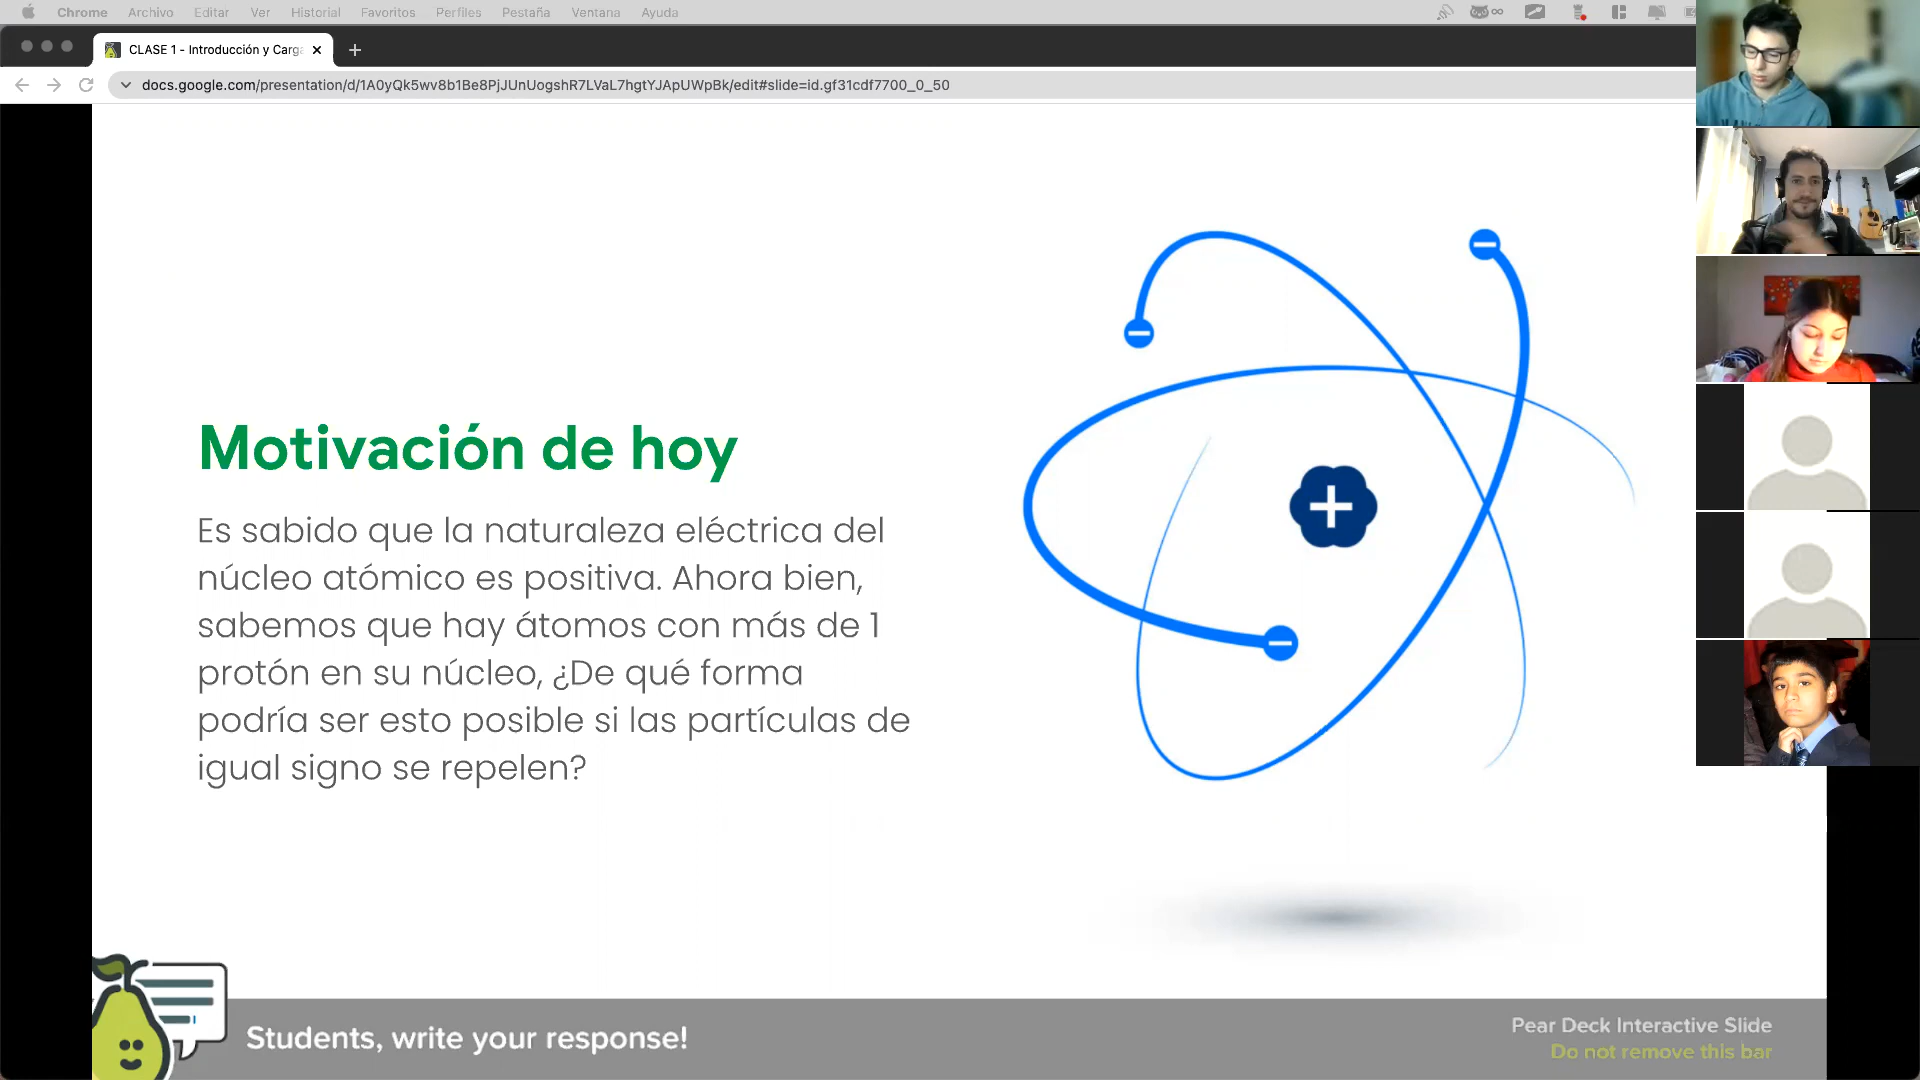 Chrome Archivo Editar Ver Historial Favoritos Perfiles Pestaña Ventana Ayuda
CLASE 1 - Introducción y Carga
docs.google.com/presentation/d/1A0yQk5wv8b1Be8PjJUnUogshR7LVaL7hgtYJApUWpBk/edit#slide=id.gf31cdf7700_0_50
Motivación de hoy
Es sabido que la naturaleza eléctrica del
núcleo atómico es positiva. Ahora bien,
sabemos que hay átomos con más de 1
protón en su núcleo, ¿De qué forma
podría ser esto posible si las partículas de
igual signo se repelen?
Students, write your response!
Pear Deck Interactive Slide
Do not remove this bar